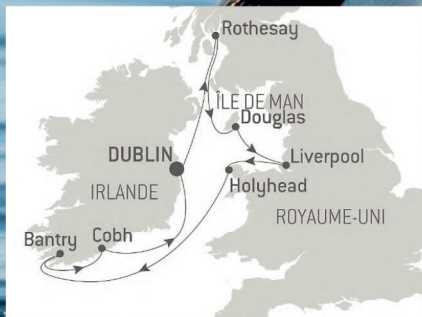 Rothesay
ÎLE DE MAN
Douglas
DUBLIN
Liverpool
Holyhead
IRLANDE
ROYAUME-UNI
Bantry
Cobh